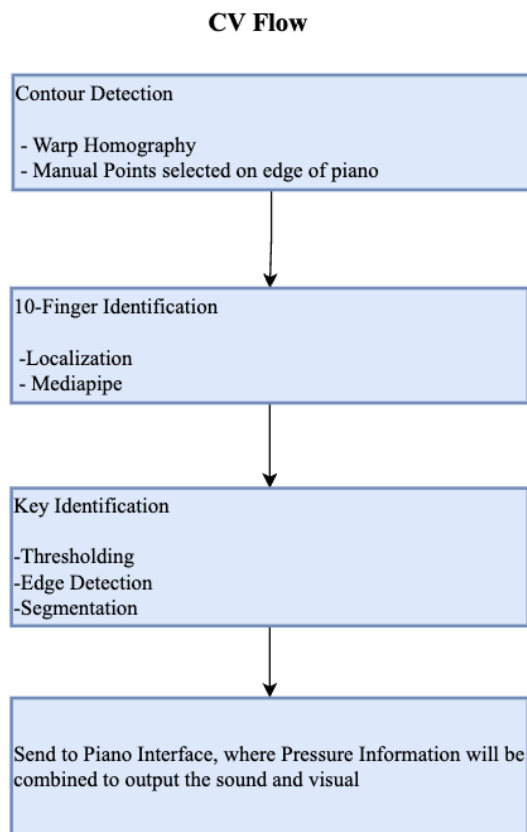 CV Flow
Contour Detection
- Warp Homography
- Manual Points selected on edge of piano
10-Finger Identification
-Localization
- Mediapipe
Key Identification
-Thresholding
-Edge Detection
-Segmentation
Send to Piano Interface, where Pressure Information will be
combined to output the sound and visual